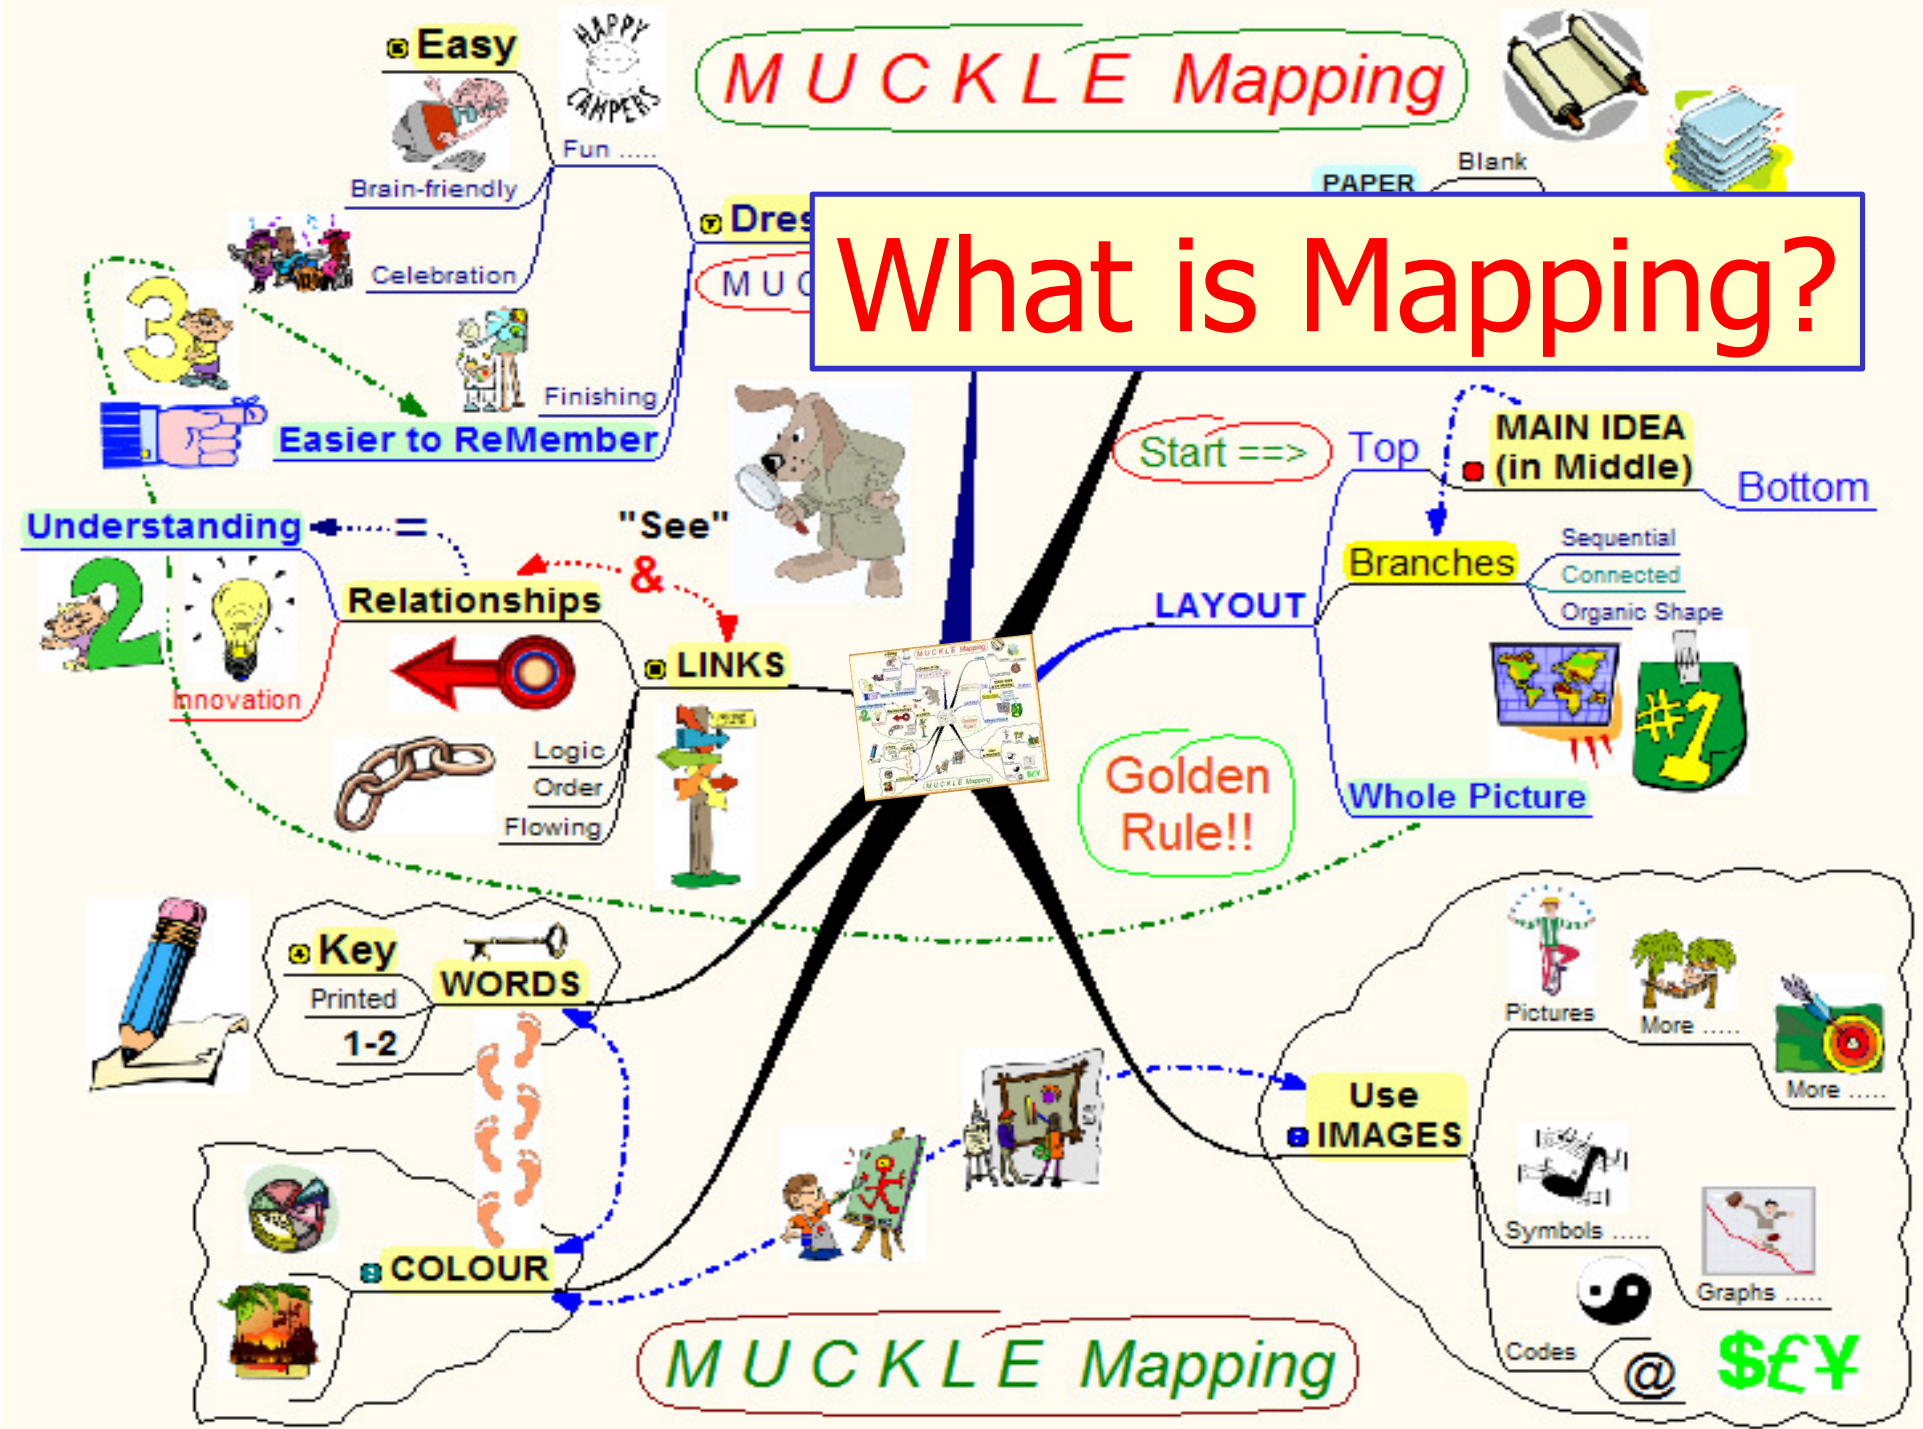 Easy
HAPPY
CAMPERS
M U C K L E Mapping
Fun .....
Blank
PAPER
Brain-friendly
Dres
What is Mapping?
Celebration
M U C
3
Finishing
Easier to ReMember
Start ==>
Top
MAIN IDEA
(in Middle)
Bottom
Understanding
=
"See"
&
Sequential
Branches
Connected
Organic Shape
2
Relationships
LAYOUT
LINKS
#1
Innovation
Logic
Order
Flowing
Golden
Rule!!
Whole Picture
Key
WORDS
Printed
1-2
Pictures
More .....
More .....
Use
IMAGES
Symbols .....
COLOUR
Graphs .....
Codes
@
$£¥
M U C K L E Mapping